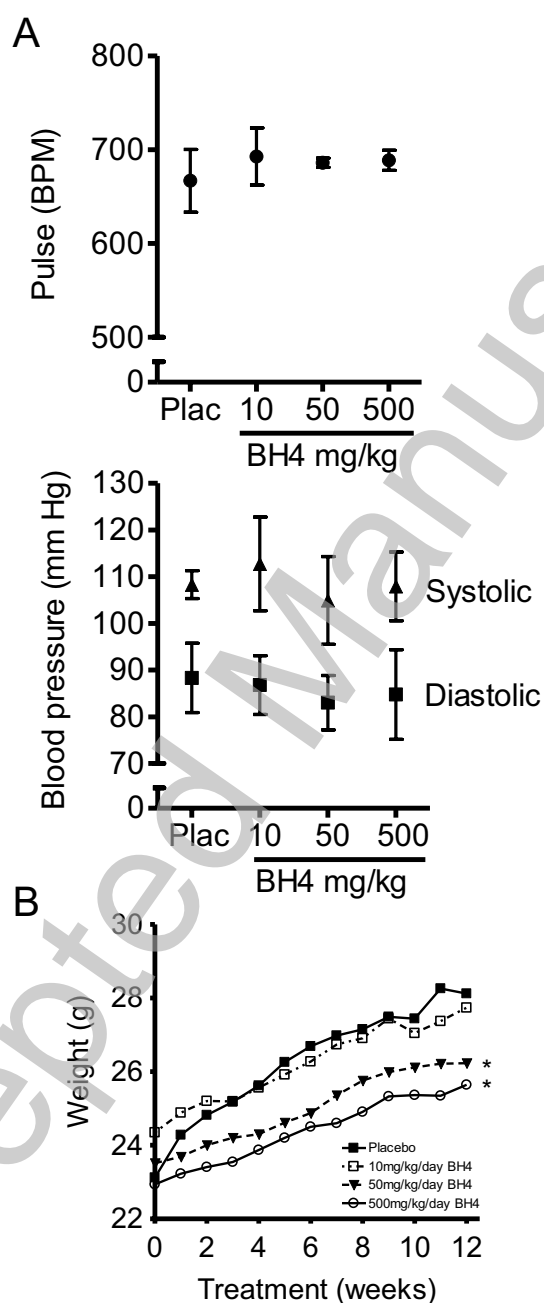 A
800
700
600
500
0
Pulse (BPM)
Plac 10 50 500
BH4 mg/kg
130
120
110
100
90
80
70
0
Blood pressure (mm Hg)
Systolic
Diastolic
Plac 10 50 500
BH4 mg/kg
B
30
28
26
24
22
Weight (g)
*
*
Placebo
10mg/kg/day BH4
50mg/kg/day BH4
500mg/kg/day BH4
0 2 4 6 8 10 12
Treatment (weeks)
epted Manus